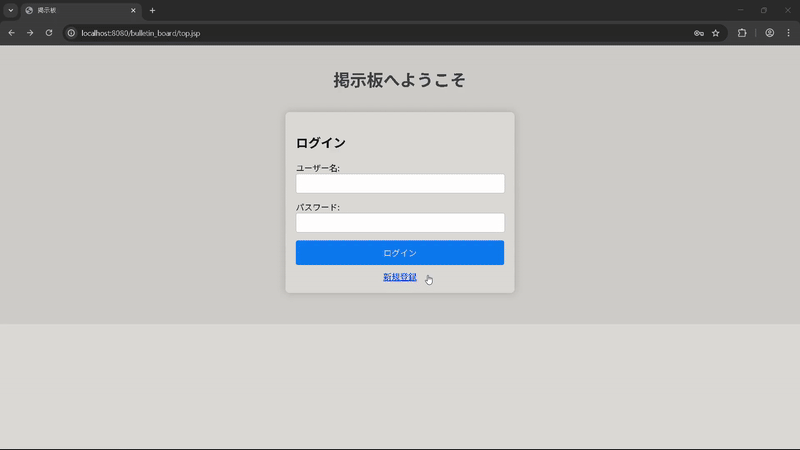 掲示板
localhost:8080/bulletin_board/top.jsp
掲示板へようこそ
ログイン
ユーザー名:
パスワード:
ログイン
新規登録